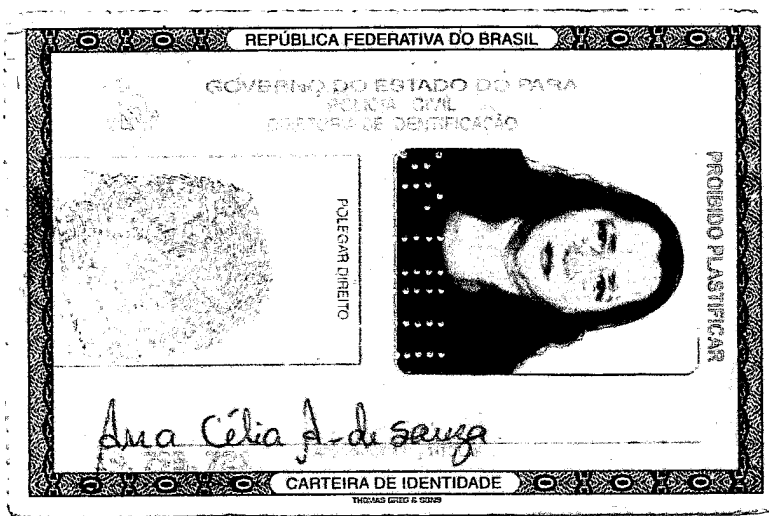 REPÚBLICA FEDERATIVA DO BRASIL
GOVERNO DO ESTADO DO PARÁ
POLÍCIA CIVIL
DIRETORIA DE IDENTIFICAÇÃO
POLEGAR DIREITO
PROIBIDO PLASTIFICAR
Ana Célia A. de Souza
CARTEIRA DE IDENTIDADE
THOMAS GREG & SONS